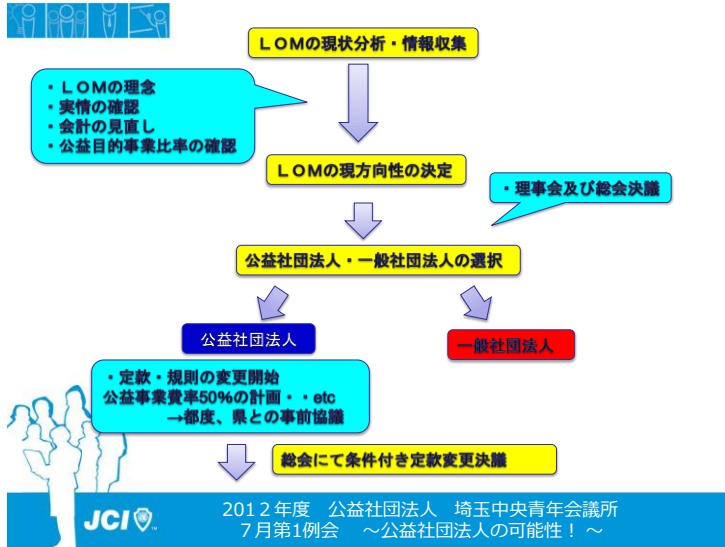 LOMの現状分析・情報収集
・LOMの理念
・実情の確認
・会計の見直し
・公益目的事業比率の確認
LOMの現方向性の決定
・理事会及び総会決議
公益社団法人・一般社団法人の選択
公益社団法人
一般社団法人
・定款・規則の変更開始
公益事業費率50%の計画・・etc
→都度、県との事前協議
総会にて条件付き定款変更決議
JCI
2012年度 公益社団法人 埼玉中央青年会議所
7月第1例会 ～公益社団法人の可能性！～